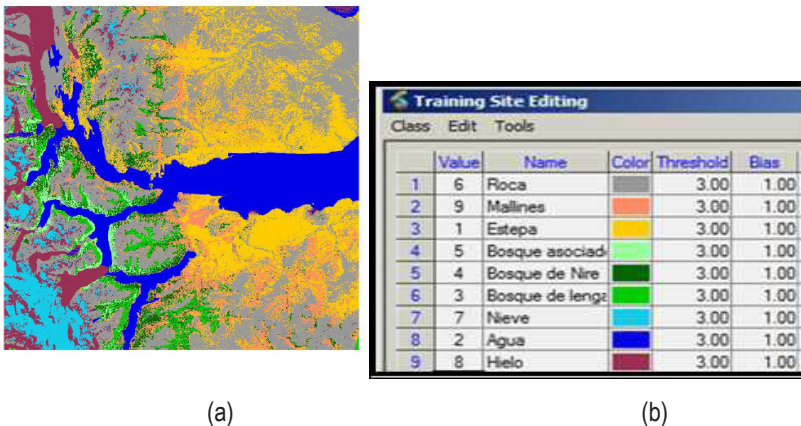 Training Site Editing
Class Edit Tools
Value Name Color Threshold Bias
1 6 Roca 3.00 1.00
2 9 Mallines 3.00 1.00
3 1 Estepa 3.00 1.00
4 5 Bosque asociad 3.00 1.00
5 4 Bosque de Nire 3.00 1.00
6 3 Bosque de lenga 3.00 1.00
7 7 Nieve 3.00 1.00
8 2 Agua 3.00 1.00
9 8 Hielo 3.00 1.00
(a) (b)